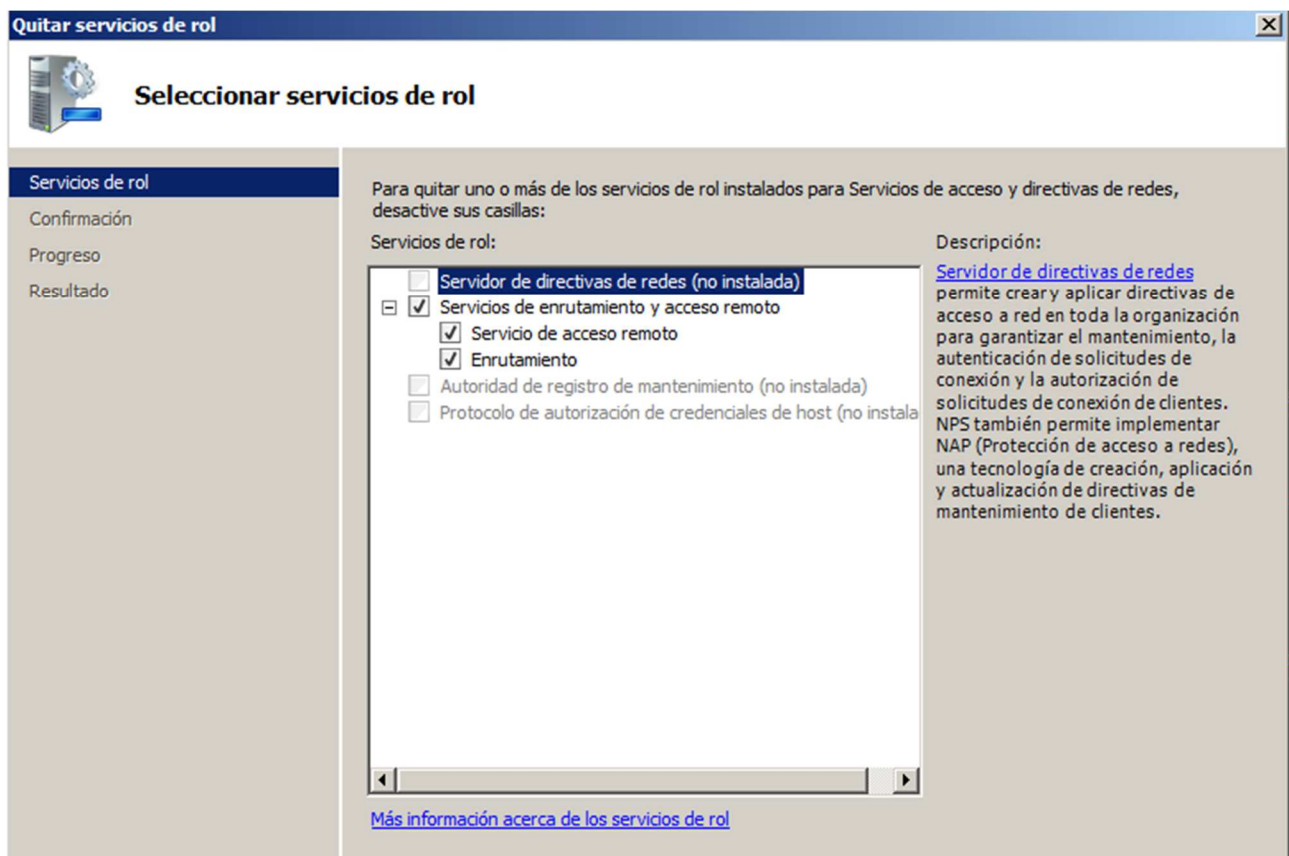 Quitar servicios de rol
Seleccionar servicios de rol
Servicios de rol
Confirmación
Progreso
Resultado
Para quitar uno o más de los servicios de rol instalados para Servicios de acceso y directivas de redes,
desactive sus casillas:
Servicios de rol:
Servidor de directivas de redes (no instalada)
Servicios de enrutamiento y acceso remoto
Servicio de acceso remoto
Enrutamiento
Autoridad de registro de mantenimiento (no instalada)
Protocolo de autorización de credenciales de host (no instala
Más información acerca de los servicios de rol
Descripción:
Servidor de directivas de redes
permite crear y aplicar directivas de
acceso a red en toda la organización
para garantizar el mantenimiento, la
autenticación de solicitudes de
conexión y la autorización de
solicitudes de conexión de clientes.
NPS también permite implementar
NAP (Protección de acceso a redes),
una tecnología de creación, aplicación
y actualización de directivas de
mantenimiento de clientes.